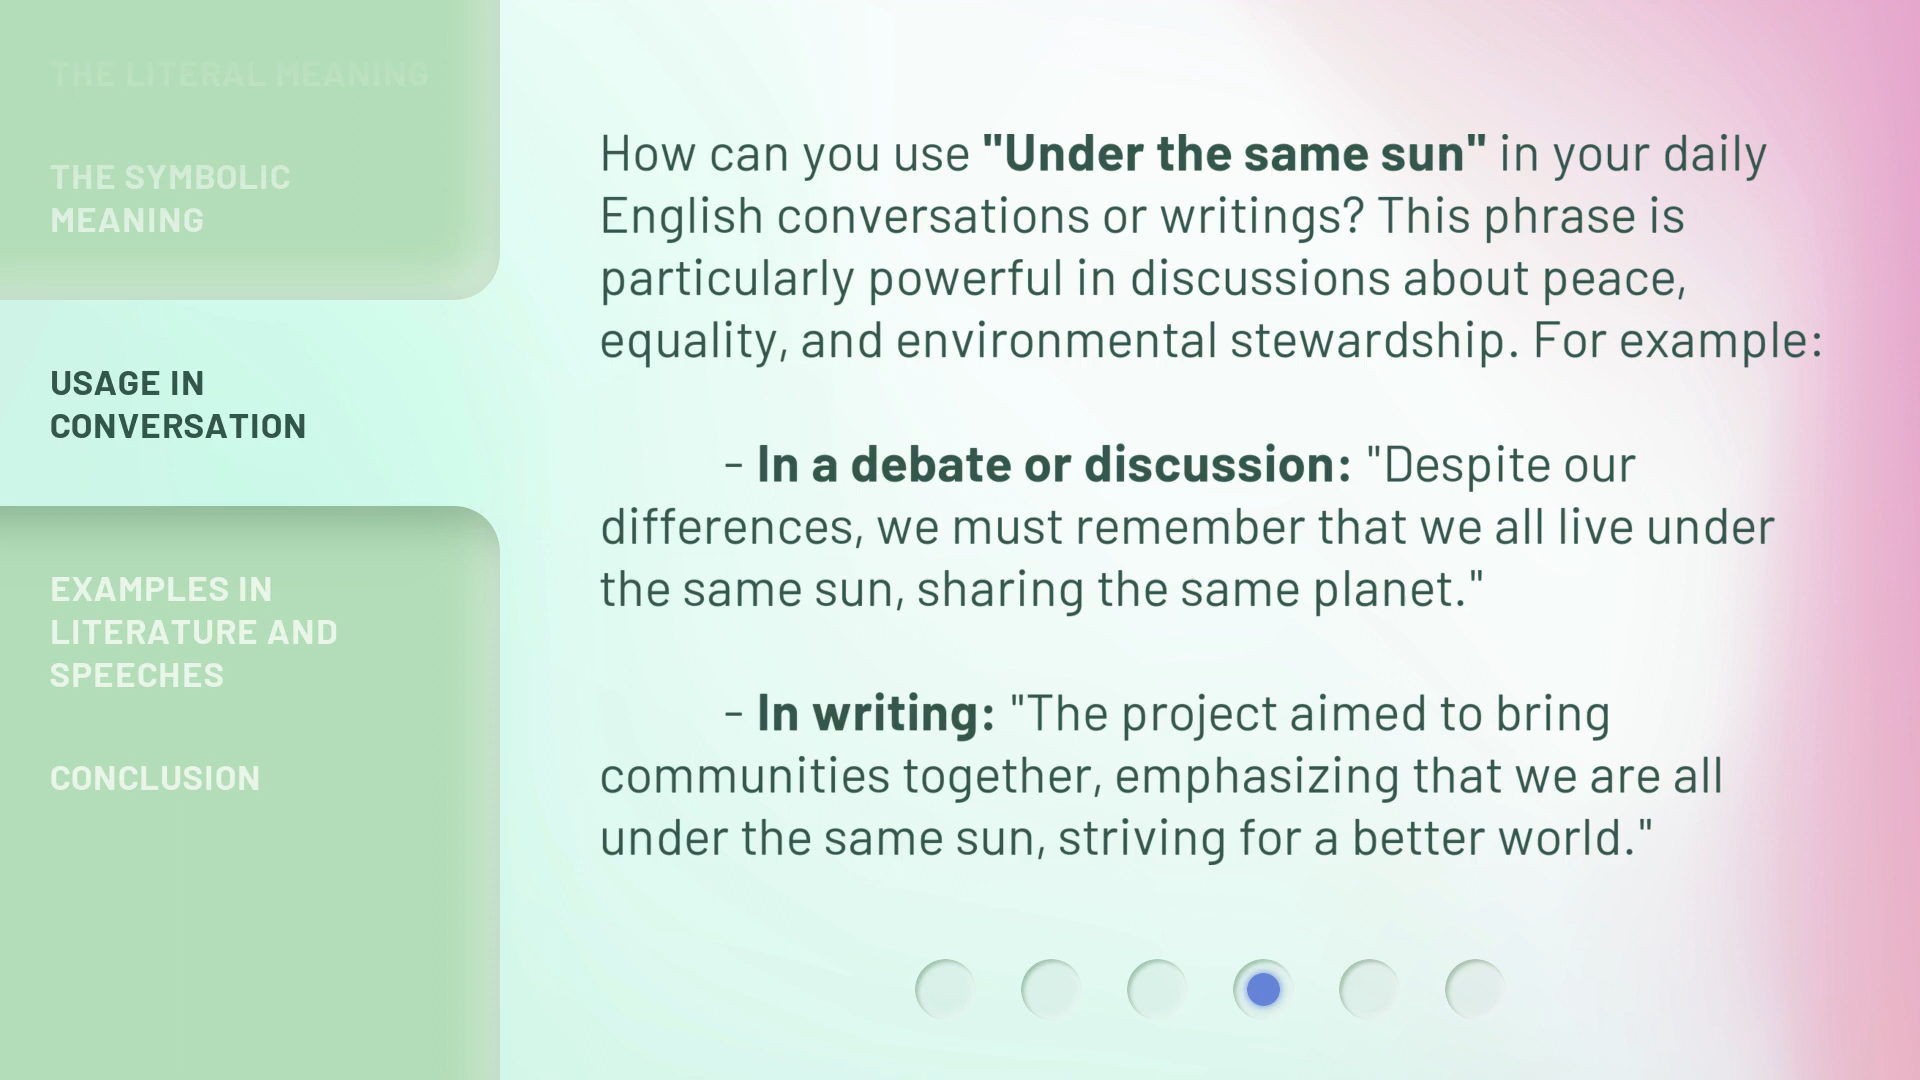 THE LITERAL MEANING
THE SYMBOLIC
MEANING
USAGE IN
CONVERSATION
EXAMPLES IN
LITERATURE AND
SPEECHES
CONCLUSION
How can you use "Under the same sun" in your daily
English conversations or writings? This phrase is
particularly powerful in discussions about peace,
equality, and environmental stewardship. For example:
- In a debate or discussion: "Despite our
differences, we must remember that we all live under
the same sun, sharing the same planet."
- In writing: "The project aimed to bring
communities together, emphasizing that we are all
under the same sun, striving for a better world."